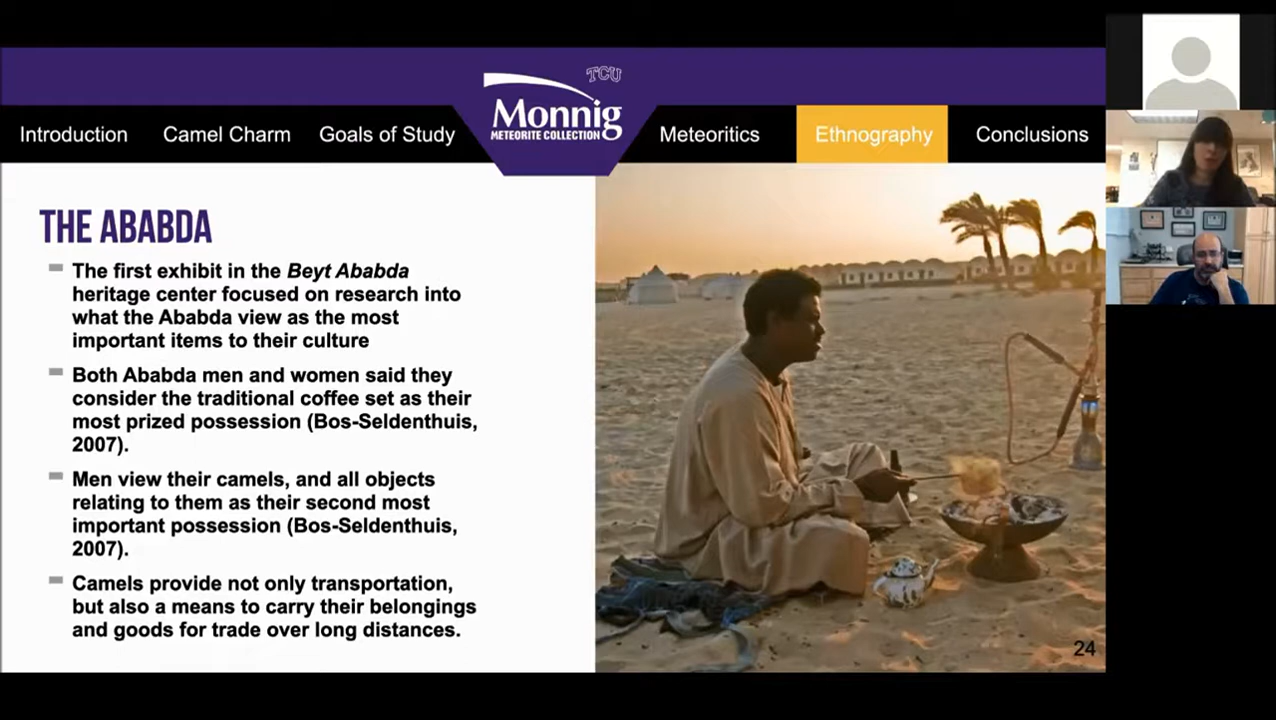 TCU
Monnig
METEORITE COLLECTION
Introduction
Camel Charm
Goals of Study
Meteoritics
Ethnography
Conclusions
THE ABABDA
The first exhibit in the Beyt Ababda
heritage center focused on research into
what the Ababda view as the most
important items to their culture
Both Ababda men and women said they
consider the traditional coffee set as their
most prized possession (Bos-Seldenthuis,
2007).
Men view their camels, and all objects
relating to them as their second most
important possession (Bos-Seldenthuis,
2007).
Camels provide not only transportation,
but also a means to carry their belongings
and goods for trade over long distances.
24